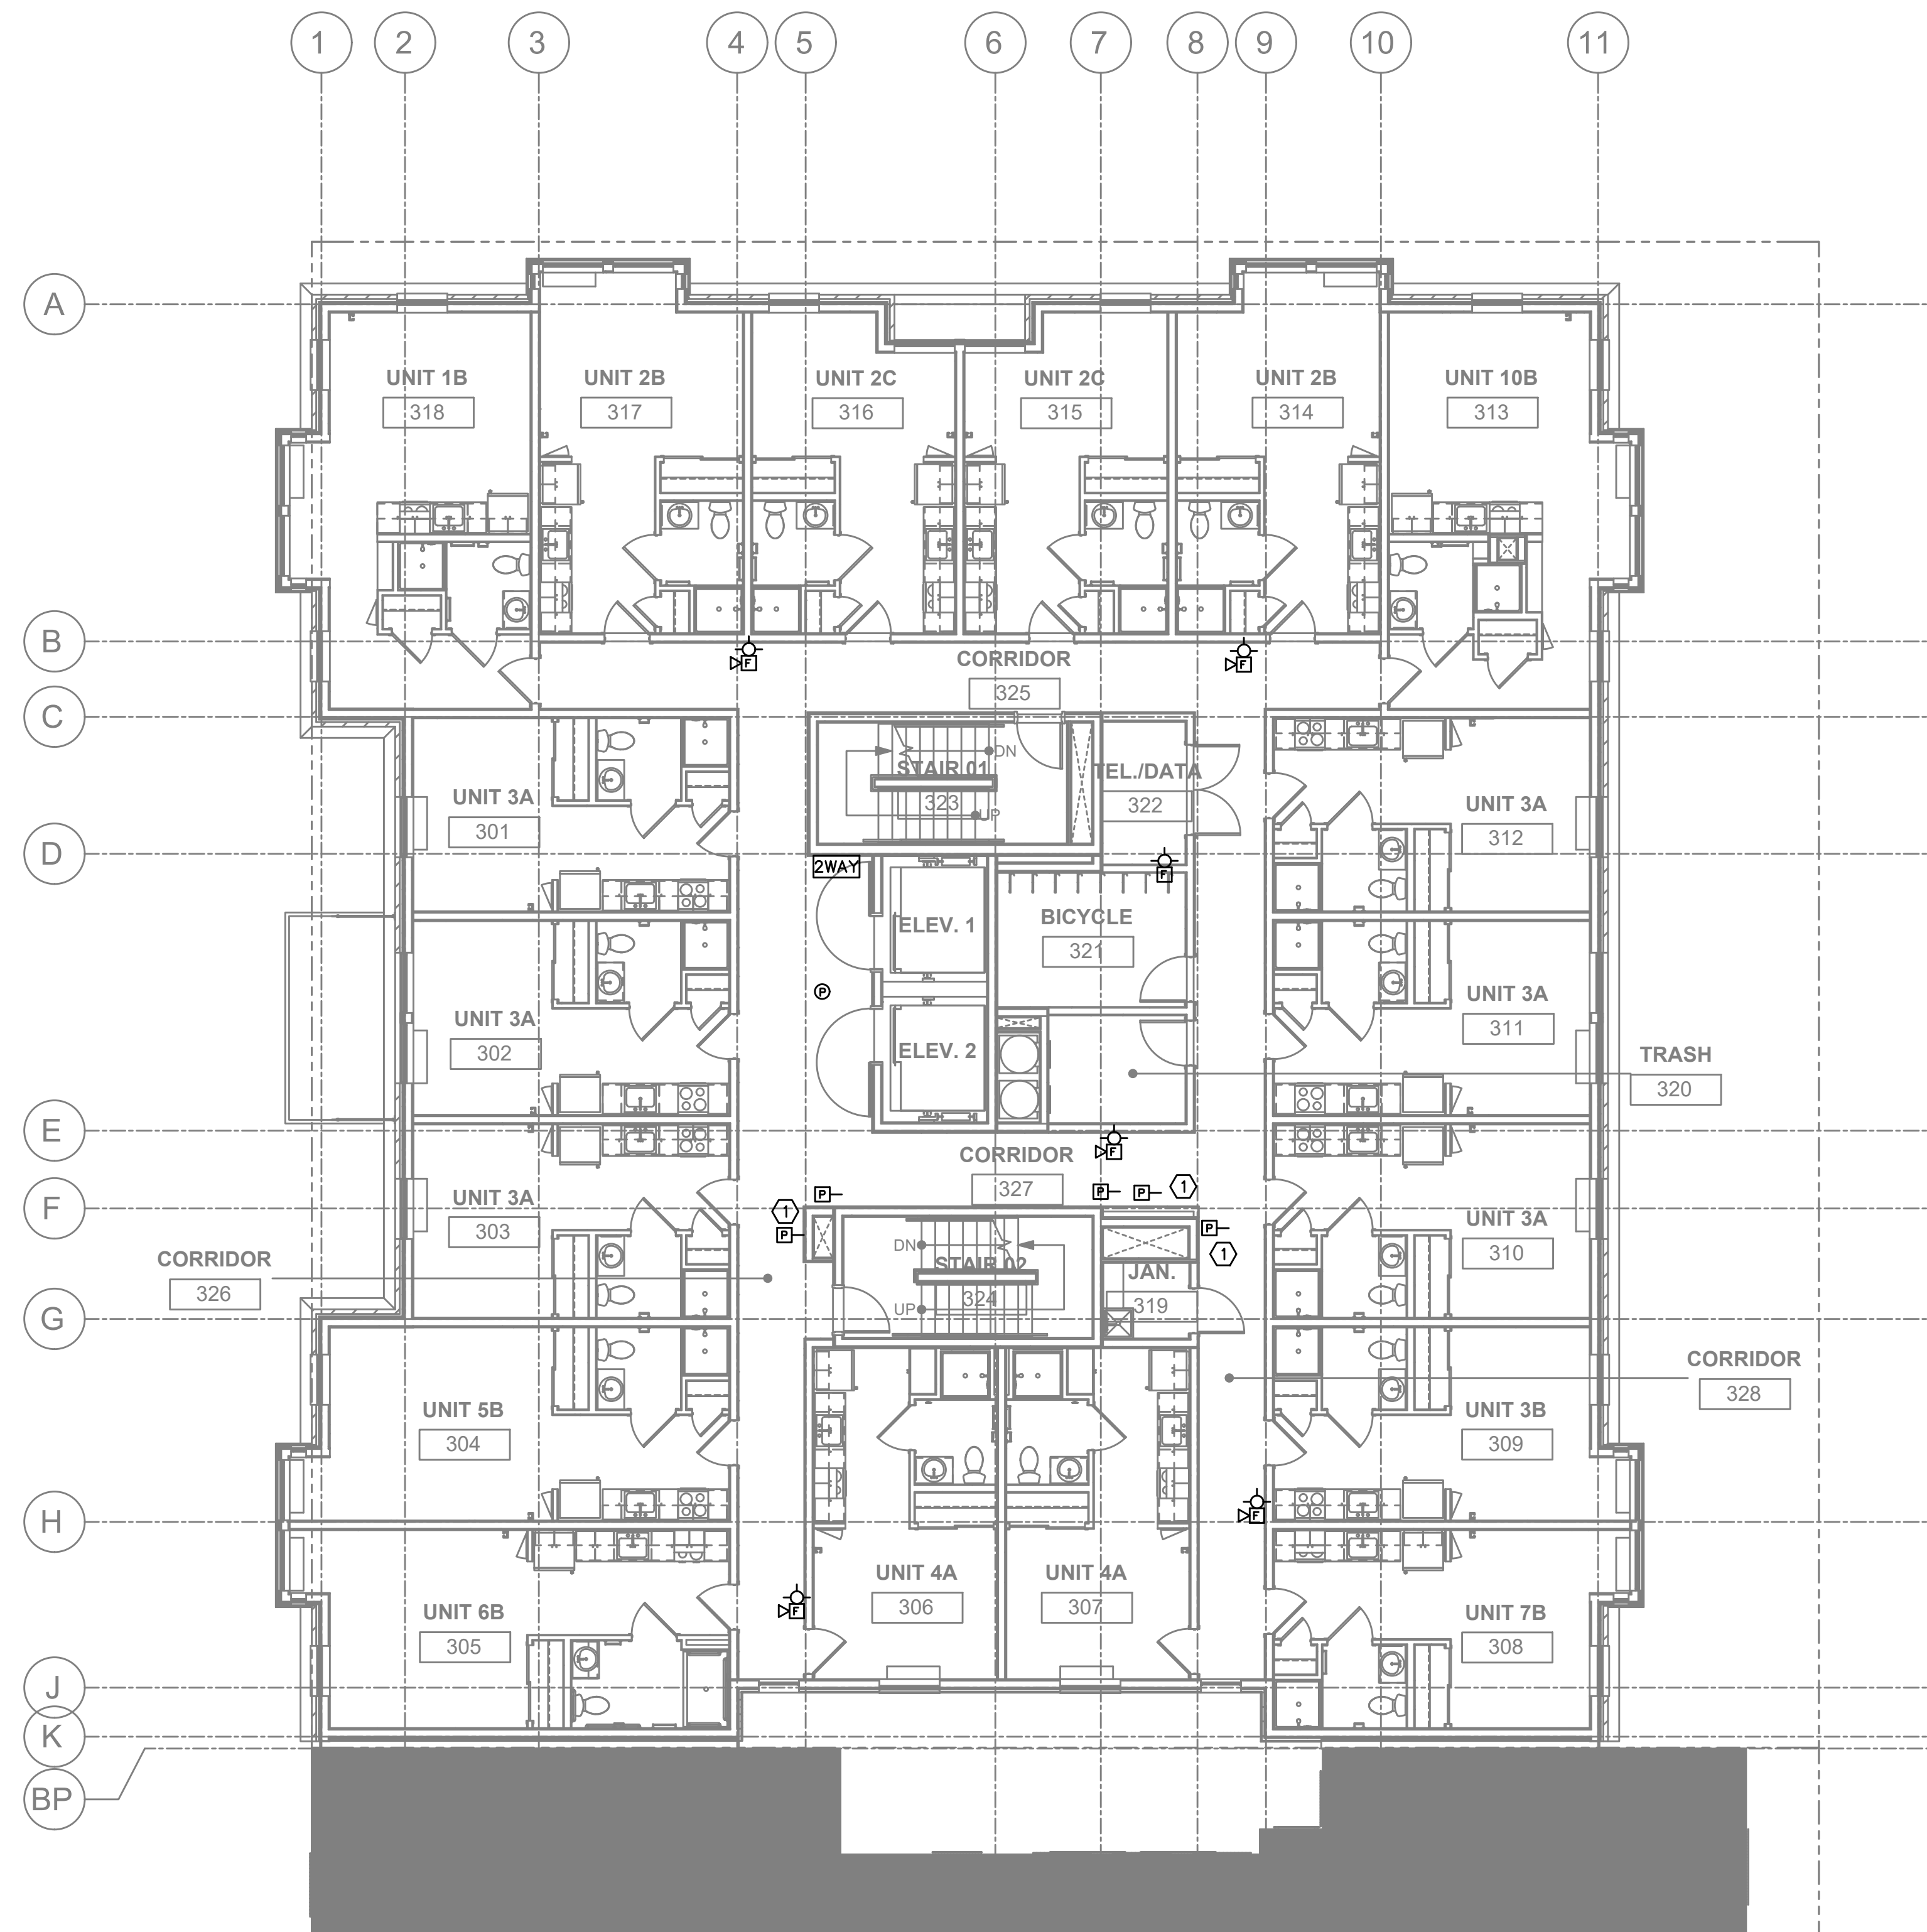 1 2 3 4 5 6 7 8 9 10 11
A
UNIT 1B UNIT 2B UNIT 2C UNIT 2C UNIT 2B UNIT 10B
318 317 316 315 314 313
B
F F
CORRIDOR
325
C
DN
STAIR 01 TEL./DATA
UNIT 3A 323 322 UNIT 3A
301 UP 312
D
2WAY F
ELEV. 1 BICYCLE
321
P
UNIT 3A UNIT 3A
302 311
ELEV. 2 TRASH
320
E
F
CORRIDOR
327
P P P 1
UNIT 3A UNIT 3A
F
1
303 310
P P
DN 1
CORRIDOR STAIR 02 JAN.
326 324 319
UP
G
CORRIDOR
328
UNIT 5B UNIT 3B
304 309
H
F
UNIT 4A UNIT 4A
306 307
F
UNIT 6B UNIT 7B
305 308
J
K
BP